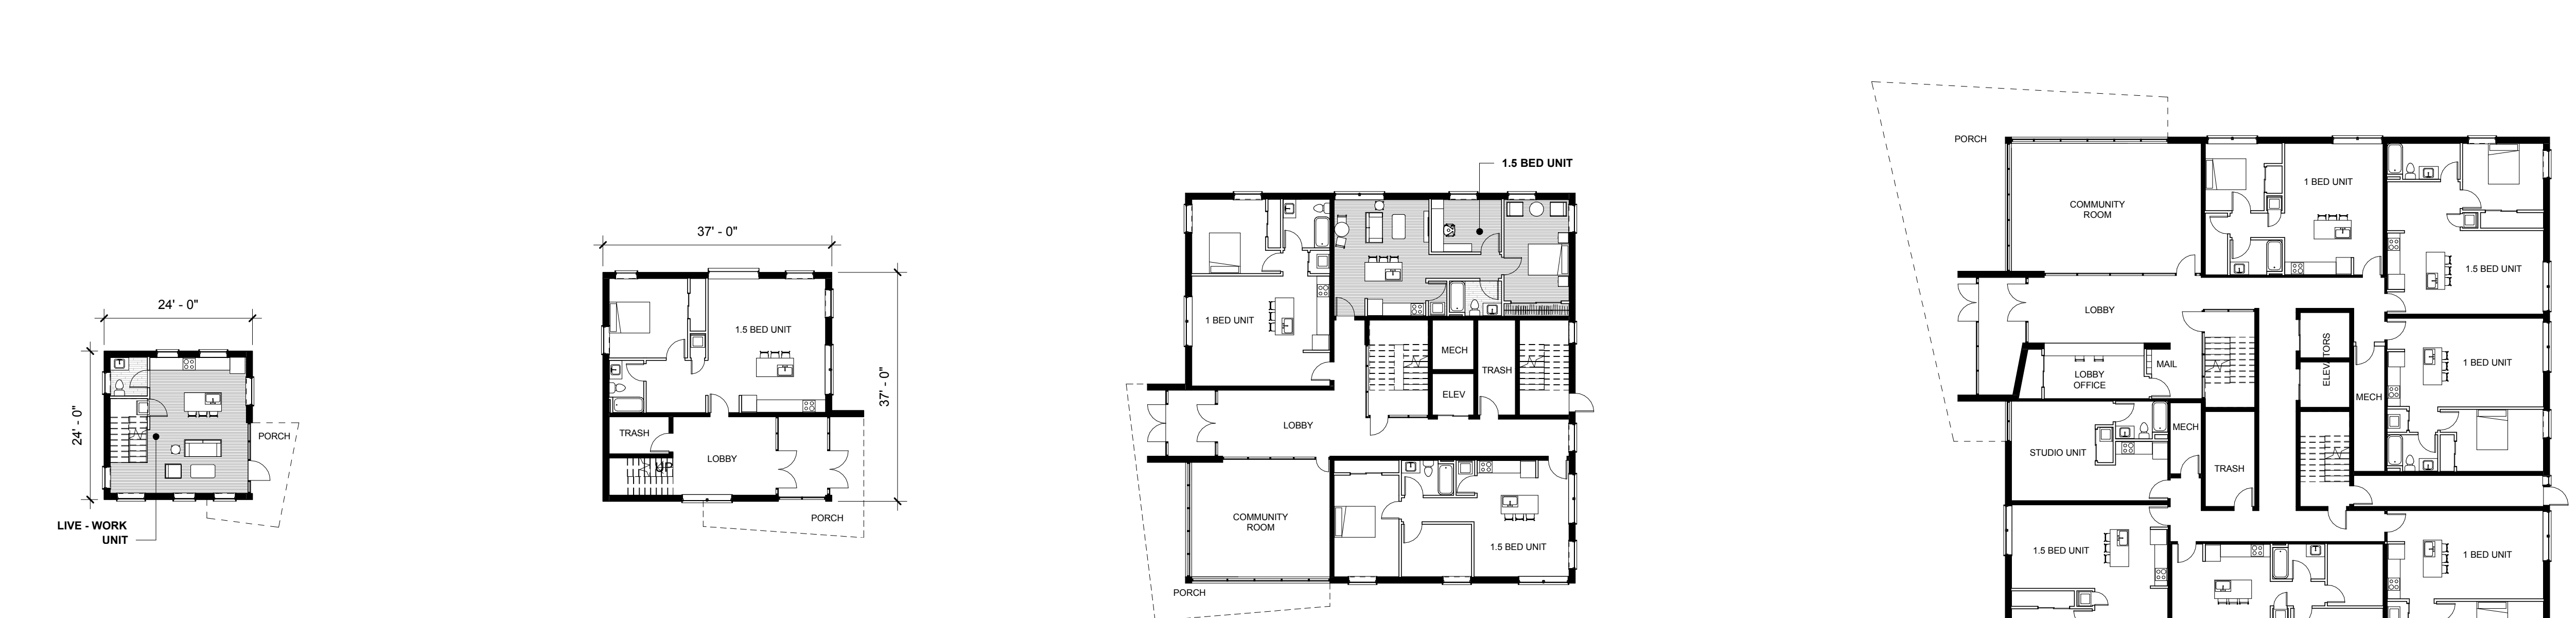 24' - 0"
24' - 0"
PORCH
LIVE - WORK
UNIT
37' - 0"
37' - 0"
1.5 BED UNIT
TRASH
UP
LOBBY
PORCH
1.5 BED UNIT
1 BED UNIT
MECH
TRASH
ELEV
LOBBY
COMMUNITY
ROOM
1.5 BED UNIT
PORCH
PORCH
COMMUNITY
ROOM
1 BED UNIT
1.5 BED UNIT
LOBBY
ELEVATORS
LOBBY
OFFICE
MAIL
1 BED UNIT
MECH
MECH
STUDIO UNIT
TRASH
1.5 BED UNIT
1 BED UNIT